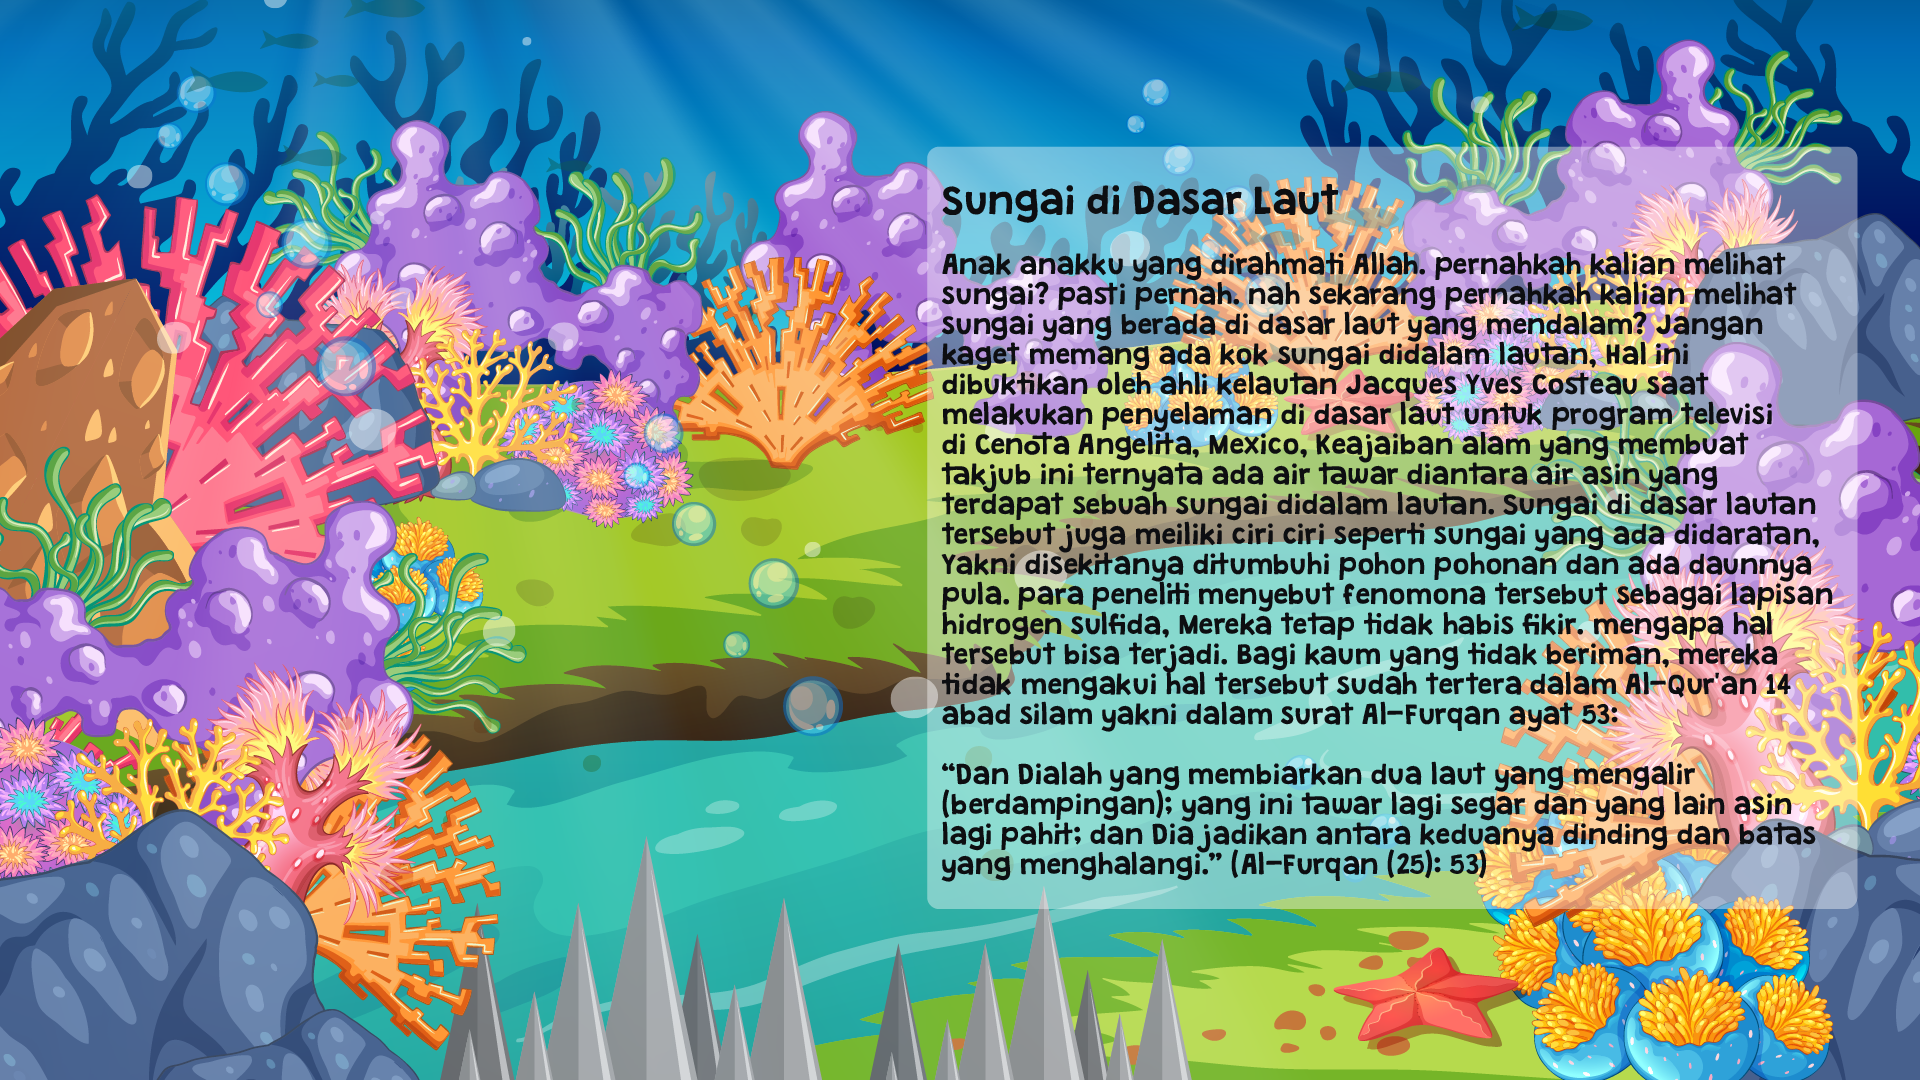 Sungai di Dasar Laut
Anak anakku yang dirahmati Allah. pernahkah kalian melihat
sungai? pasti pernah. nah sekarang pernahkah kalian melihat
sungai yang berada di dasar laut yang mendalam? Jangan
kaget memang ada kok sungai didalam lautan, Hal ini
dibuktikan oleh ahli kelautan Jacques Yves Costeau saat
melakukan penyelaman di dasar laut untuk program televisi
di Cenota Angelita, Mexico, Keajaiban alam yang membuat
takjub ini ternyata ada air tawar diantara air asin yang
terdapat sebuah sungai didalam lautan. Sungai di dasar lautan
tersebut juga meiliki ciri ciri seperti sungai yang ada didaratan,
Yakni disekitanya ditumbuhi pohon pohonan dan ada daunnya
pula. para peneliti menyebut fenomona tersebut sebagai lapisan
hidrogen sulfida, Mereka tetap tidak habis fikir. mengapa hal
tersebut bisa terjadi. Bagi kaum yang tidak beriman, mereka
tidak mengakui hal tersebut sudah tertera dalam Al-Qur'an 14
abad silam yakni dalam surat Al-Furqan ayat 53:
“Dan Dialah yang membiarkan dua laut yang mengalir
(berdampingan); yang ini tawar lagi segar dan yang lain asin
lagi pahit; dan Dia jadikan antara keduanya dinding dan batas
yang menghalangi.” (Al-Furqan (25): 53)